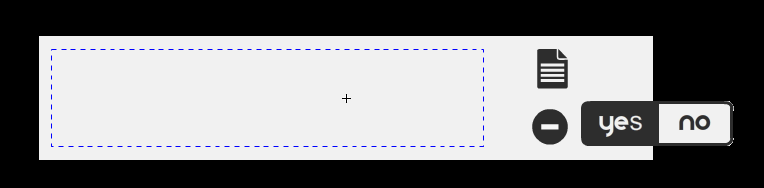 yes no